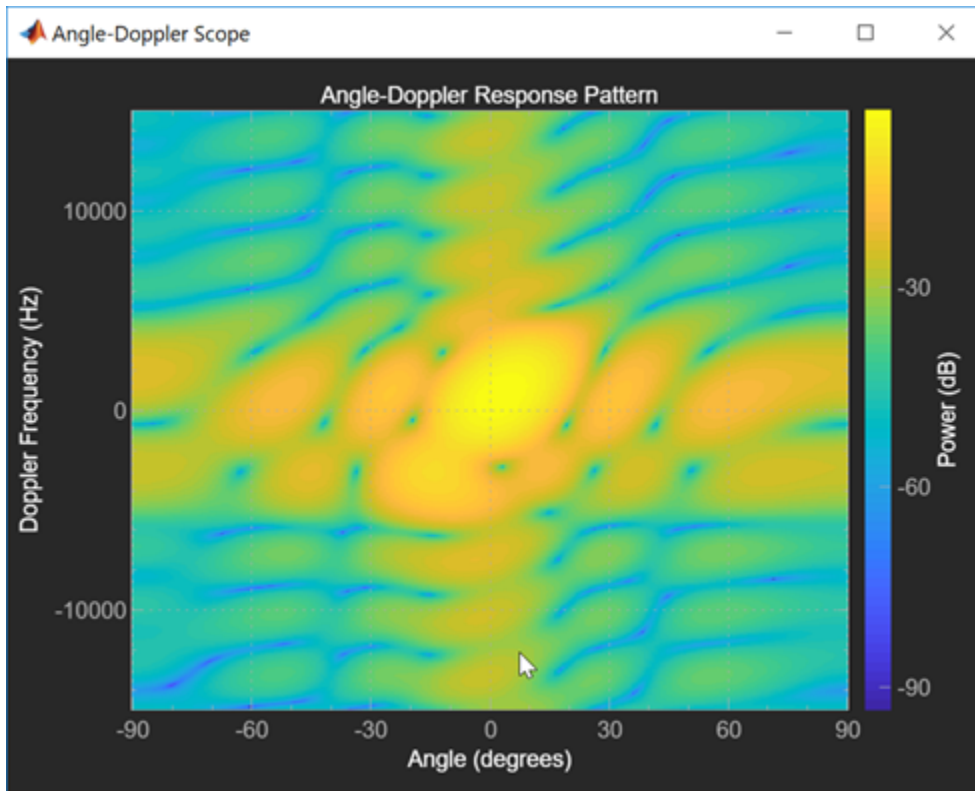 Angle-Doppler Scope
Angle-Doppler Response Pattern
10000
0
-10000
Doppler Frequency (Hz)
-90 -60 -30 0 30 60 90
Angle (degrees)
-30
-60
-90
Power (dB)